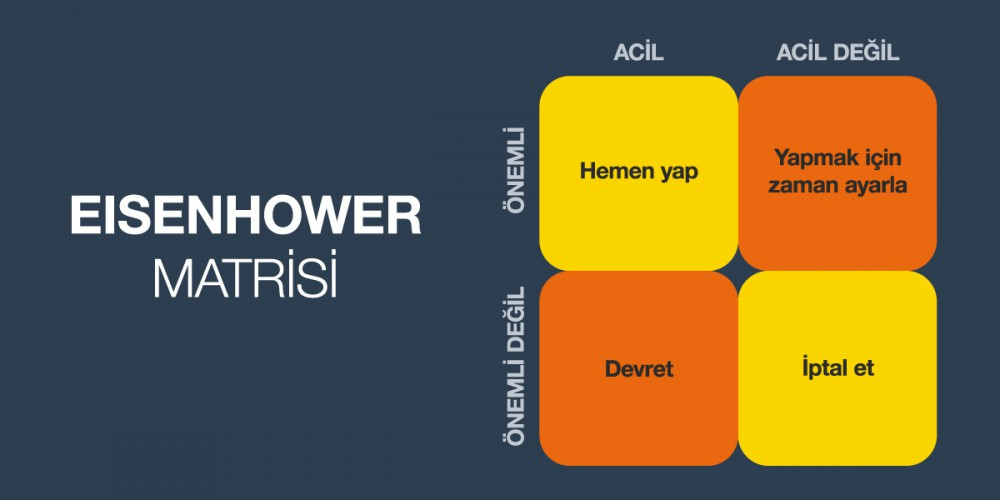 EISENHOWER
MATRİSİ
ACİL
ACİL DEĞİL
ÖNEMLİ
Hemen yap
Yapmak için
zaman ayarla
ÖNEMLİ DEĞİL
Devret
İptal et